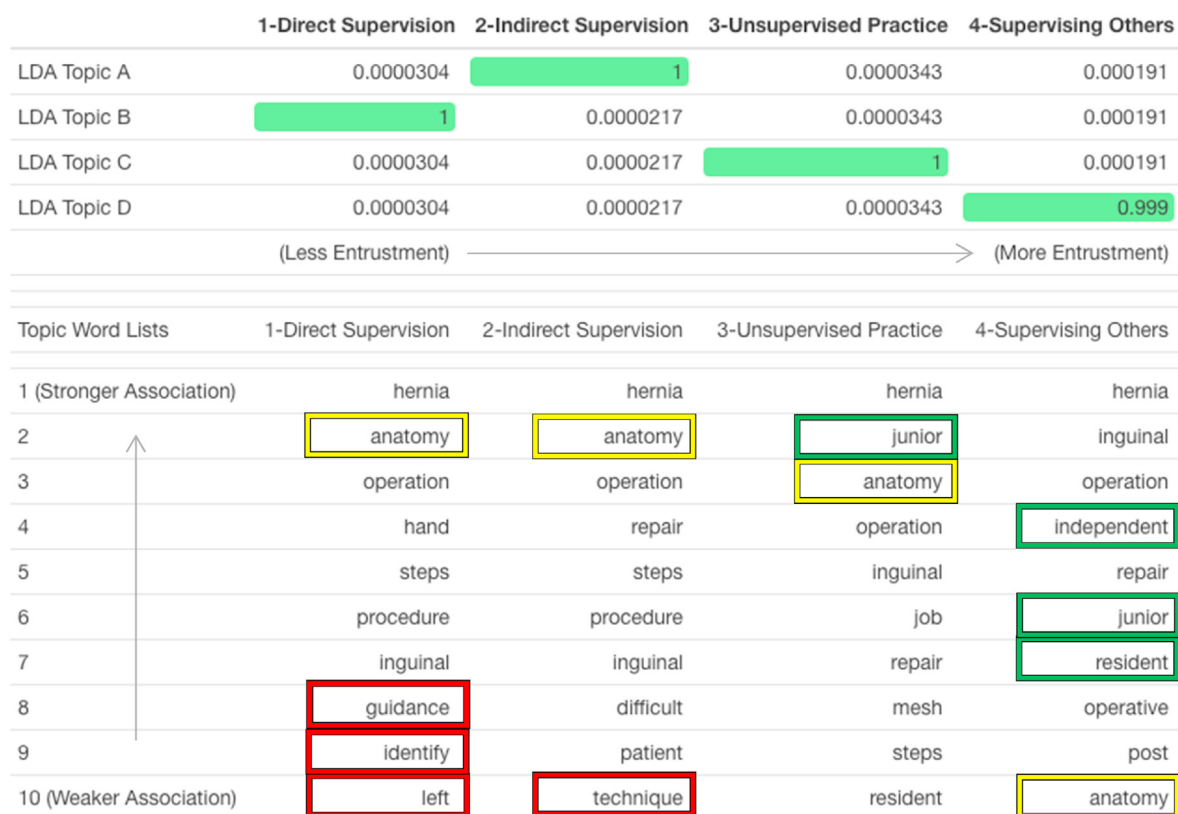 1-Direct Supervision 2-Indirect Supervision 3-Unsupervised Practice 4-Supervising Others
LDA Topic A 0.0000304 1 0.0000343 0.000191
LDA Topic B 1 0.0000217 0.0000343 0.000191
LDA Topic C 0.0000304 0.0000217 1 0.000191
LDA Topic D 0.0000304 0.0000217 0.0000343 0.999
(Less Entrustment) (More Entrustment)
Topic Word Lists 1-Direct Supervision 2-Indirect Supervision 3-Unsupervised Practice 4-Supervising Others
1 (Stronger Association) hernia hernia hernia hernia
2 anatomy anatomy junior inguinal
3 operation operation anatomy operation
4 hand repair operation independent
5 steps steps inguinal repair
6 procedure procedure job junior
7 inguinal inguinal repair resident
8 guidance difficult mesh operative
9 identify patient steps post
10 (Weaker Association) left technique resident anatomy